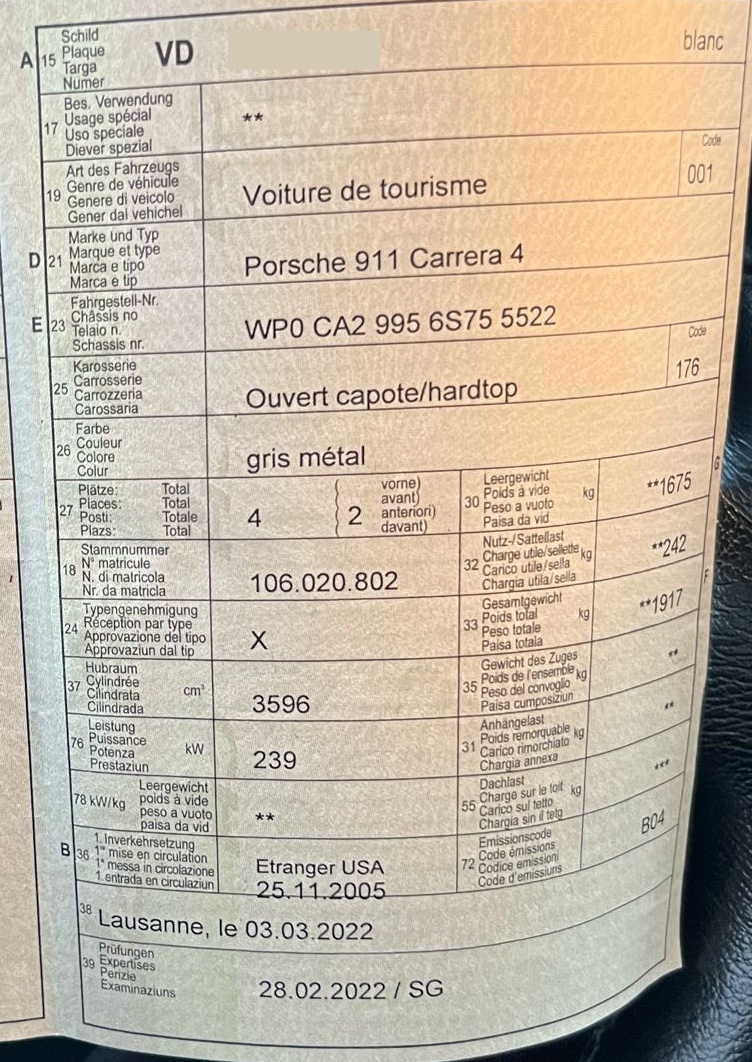 A 15 Schild
Plaque
Targa
Numer
VD
blanc
17 Bes. Verwendung
Usage spécial
Uso speciale
Diever spezial
**
19 Art des Fahrzeugs
Genre de véhicule
Genere di veicolo
Gener dal vehichel
Voiture de tourisme
Code
001
D 21 Marke und Typ
Marque et type
Marca e tipo
Marca e tip
Porsche 911 Carrera 4
E 23 Fahrgestell-Nr.
Châssis no
Telaio n.
Schassis nr.
WP0 CA2 995 6S75 5522
25 Karosserie
Carrosserie
Carrozzeria
Carossaria
Ouvert capote/hardtop
Code
176
26 Farbe
Couleur
Colore
Colur
gris métal
27 Plätze: Total
Places: Total
Posti: Totale
Plazs: Total
4
2
vorne)
avant)
anteriori)
davant)
G
30 Leergewicht
Poids à vide kg
Peso a vuoto
Paisa da vid
**1675
18 Stammnummer
N° matricule
N. di matricola
Nr. da matricla
106.020.802
32 Nutz-/Sattellast
Charge utile/sellette kg
Carico utile/sella
Chargia utila/sella
**242
24 Typengenehmigung
Réception par type
Approvazione del tipo
Approvaziun dal tip
X
F
33 Gesamtgewicht
Poids total kg
Peso totale
Paisa totala
**1917
37 Hubraum
Cylindrée cm³
Cilindrata
Cilindrada
3596
35 Gewicht des Zuges
Poids de l'ensemble kg
Peso del convoglio
Paisa cumposiziun
**
76 Leistung
Puissance kW
Potenza
Prestaziun
239
31 Anhängelast
Poids remorquable kg
Carico rimorchiato
Chargia annexa
**
78 kW/kg Leergewicht
poids à vide
peso a vuoto
paisa da vid
**
55 Dachlast
Charge sur le toit kg
Carico sul tetto
Chargia sin il tetg
***
B 36 1. Inverkehrsetzung
1° mise en circulation
1° messa in circolazione
1. entrada en circulaziun
Etranger USA
25.11.2005
72 Emissionscode
Code émissions
Codice emissioni
Code d'emissiuns
B04
38 Lausanne, le 03.03.2022
39 Prüfungen
Expertises
Perizie
Examinaziuns
28.02.2022 / SG